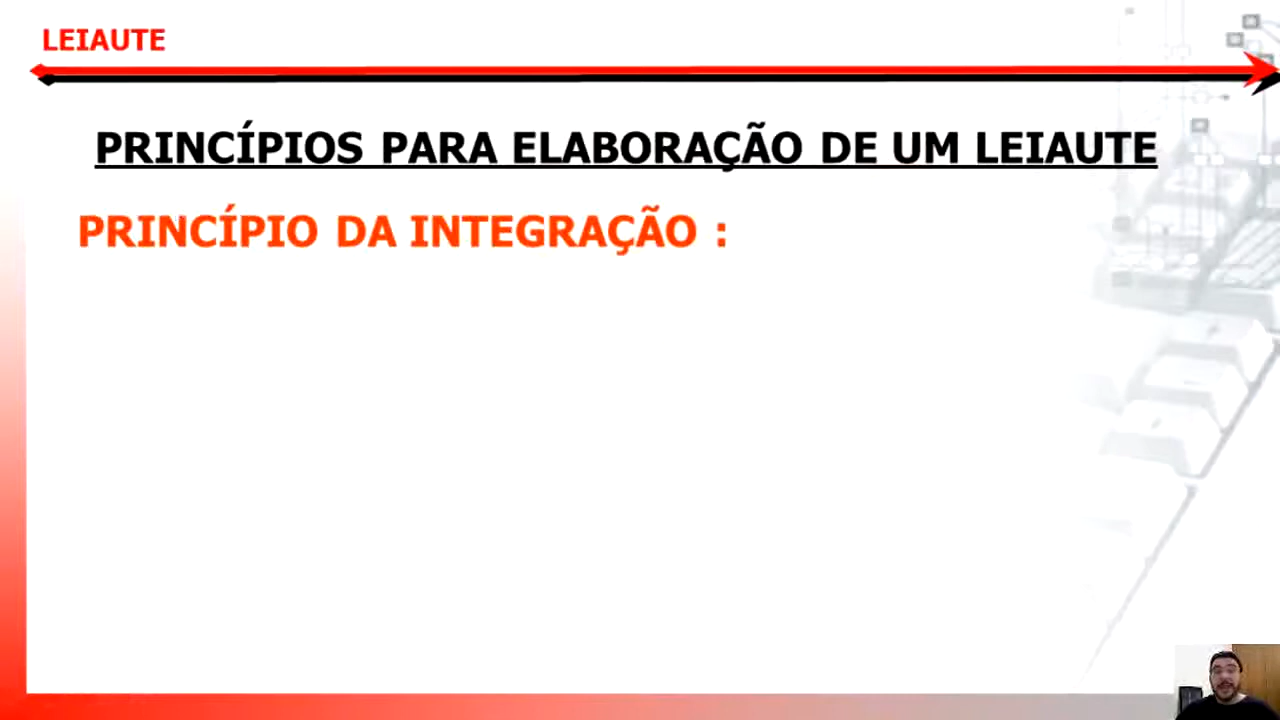 LEIAUTE
PRINCÍPIOS PARA ELABORAÇÃO DE UM LEIAUTE
PRINCÍPIO DA INTEGRAÇÃO :